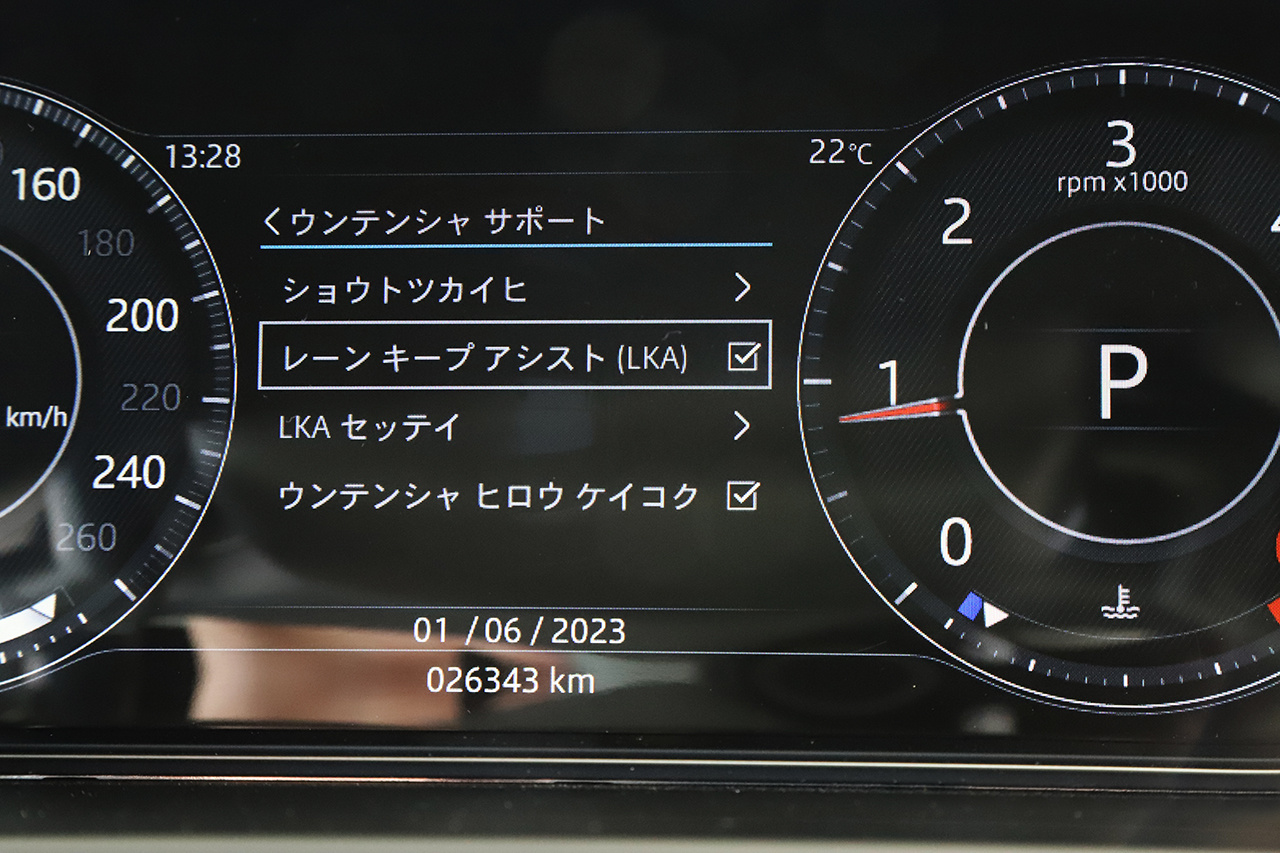 13:28
22°C
ウンテンシャ サポート
ショウトツカイヒ
レーン キープ アシスト (LKA)
LKA セッテイ
ウンテンシャ ヒロウ ケイコク
01 / 06 / 2023
026343 km
160
180
200
220
km/h
240
260
3
rpm x1000
2
1
P
0